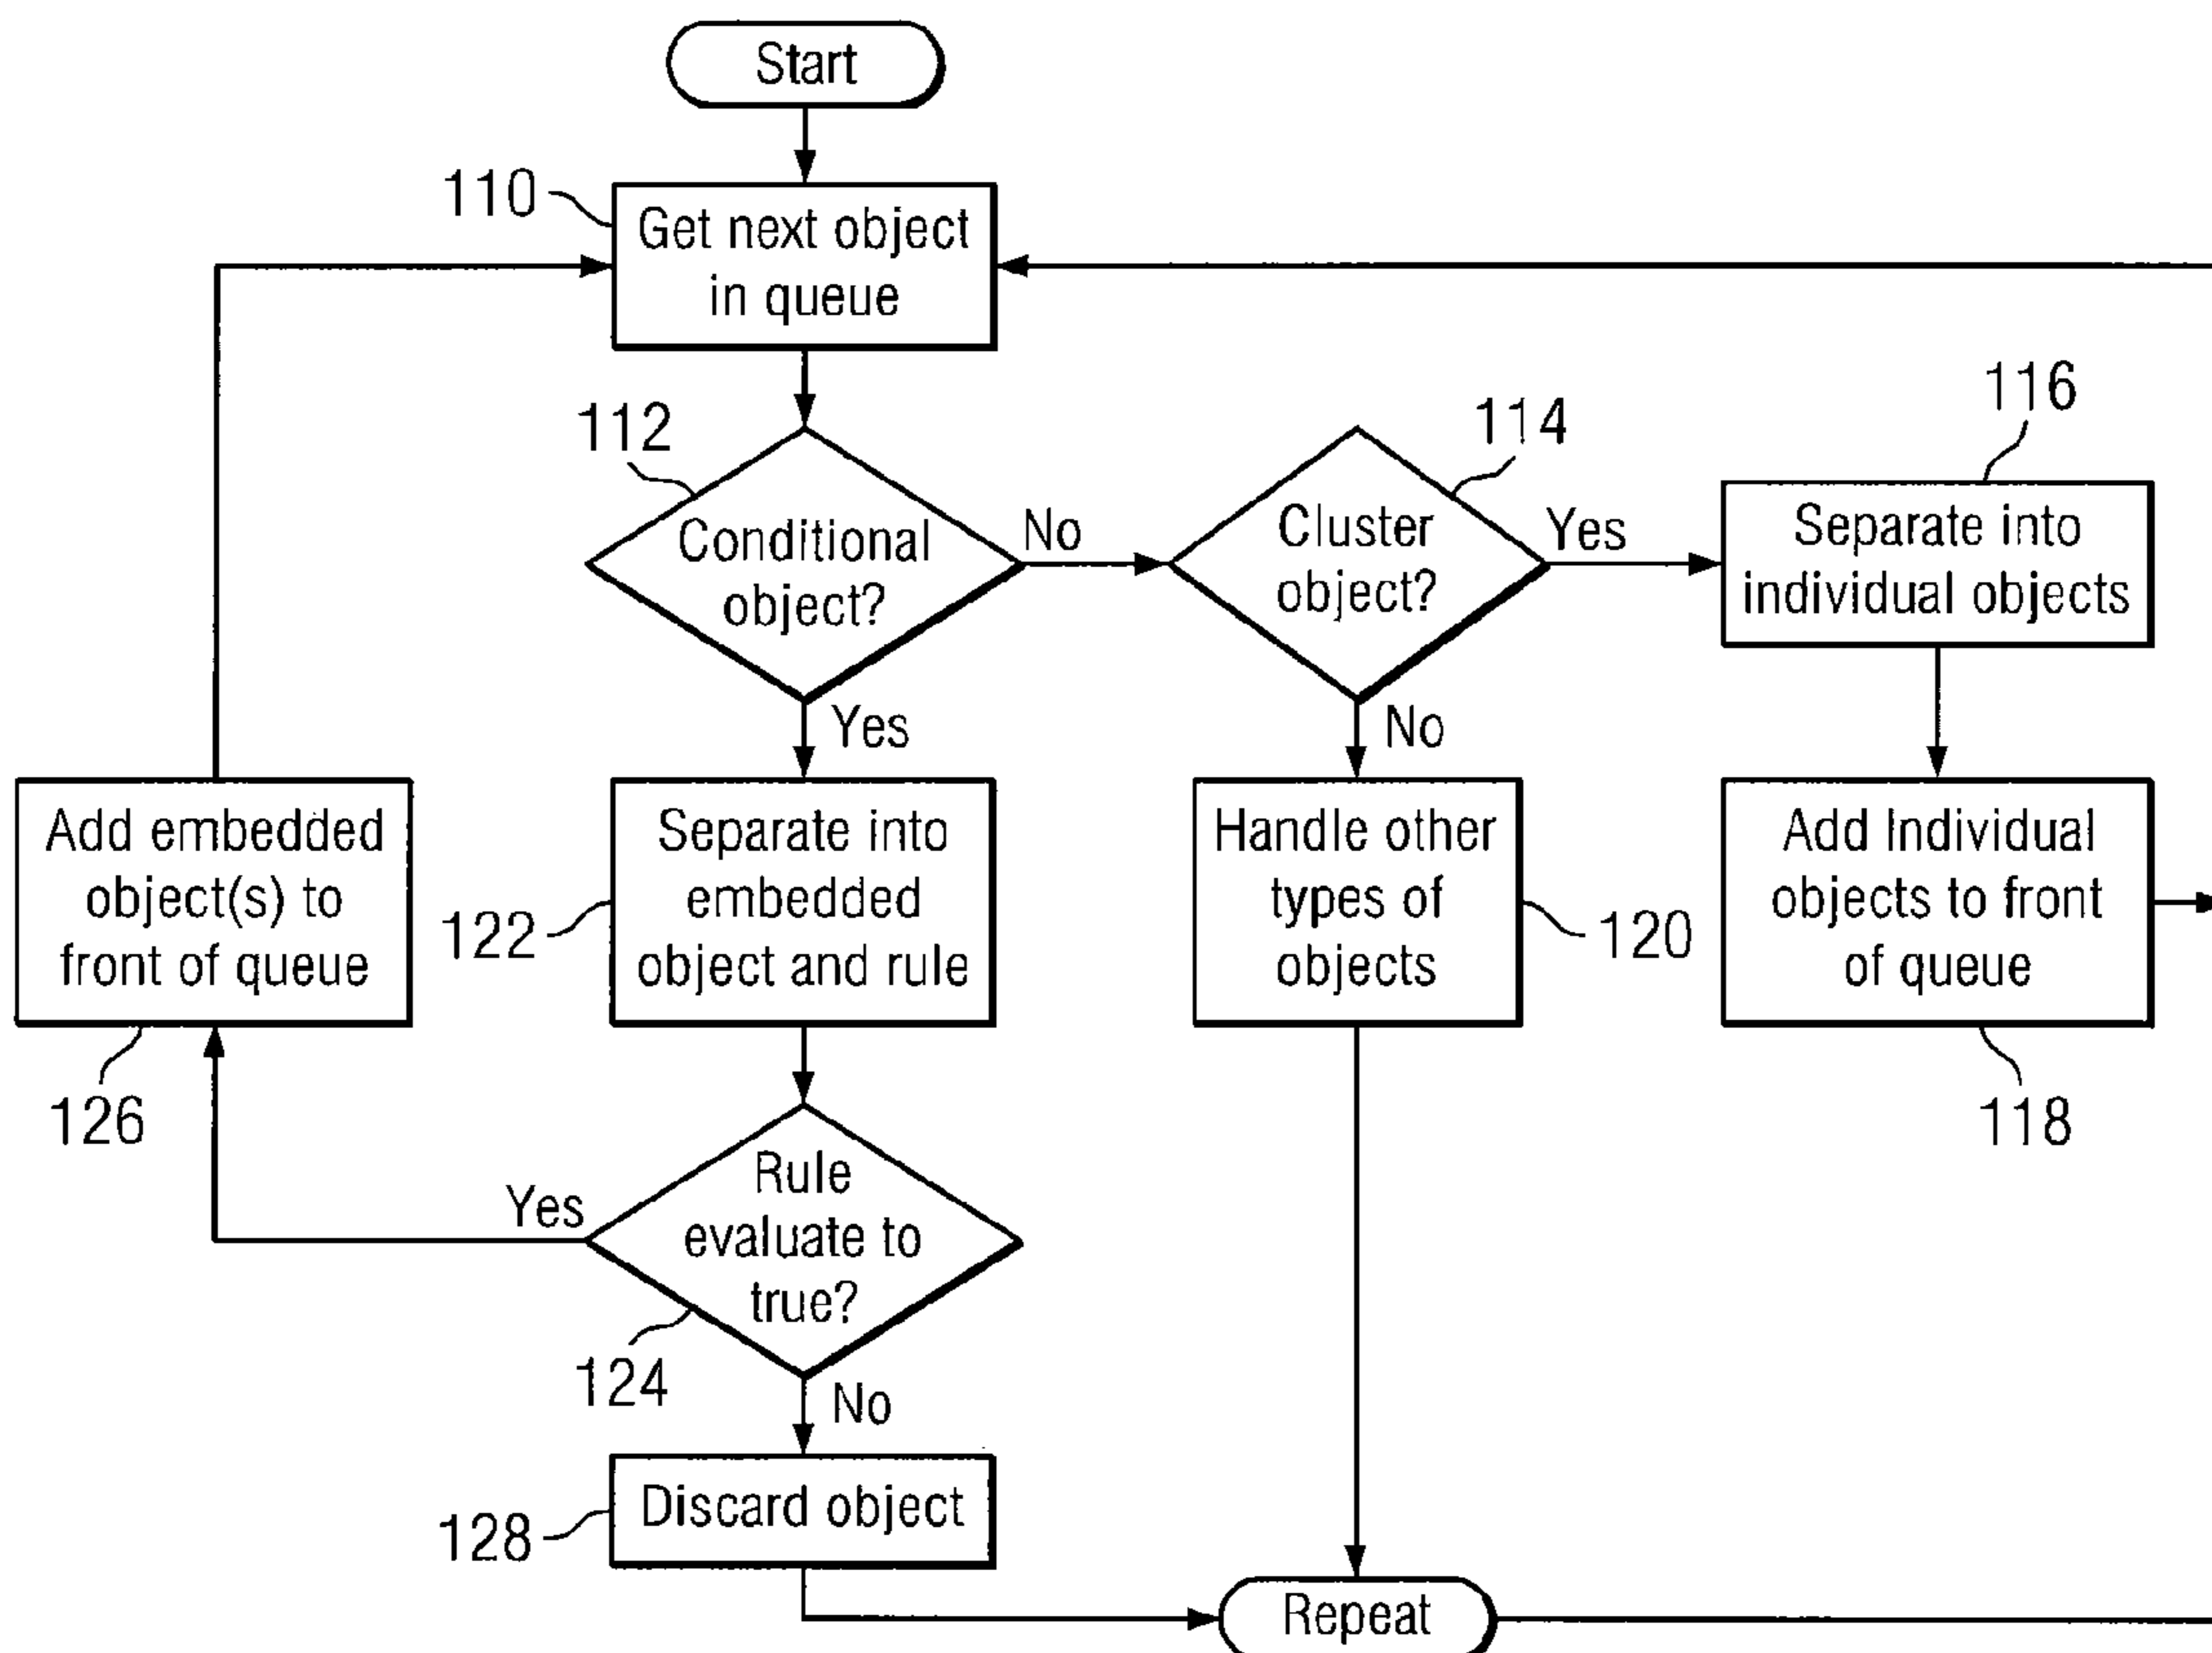 Start
110
Get next object
in queue
112
Conditional
object?
No
114
Cluster
object?
Yes
116
Separate into
individual objects
Yes
No
Add embedded
object(s) to
front of queue
126
122
Separate into
embedded
object and rule
Handle other
types of
objects
120
Add Individual
objects to front
of queue
118
Rule
evaluate to
true?
Yes
124
No
128
Discard object
Repeat